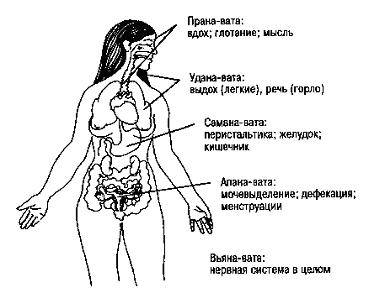 Прана-вата:
вдох; глотание; мысль
Удана-вата:
выдох (легкие), речь (горло)
Самана-вата:
перистальтика; желудок;
кишечник
Апана-вата:
мочевыделение; дефекация;
менструации
Вьяна-вата:
нервная система в целом